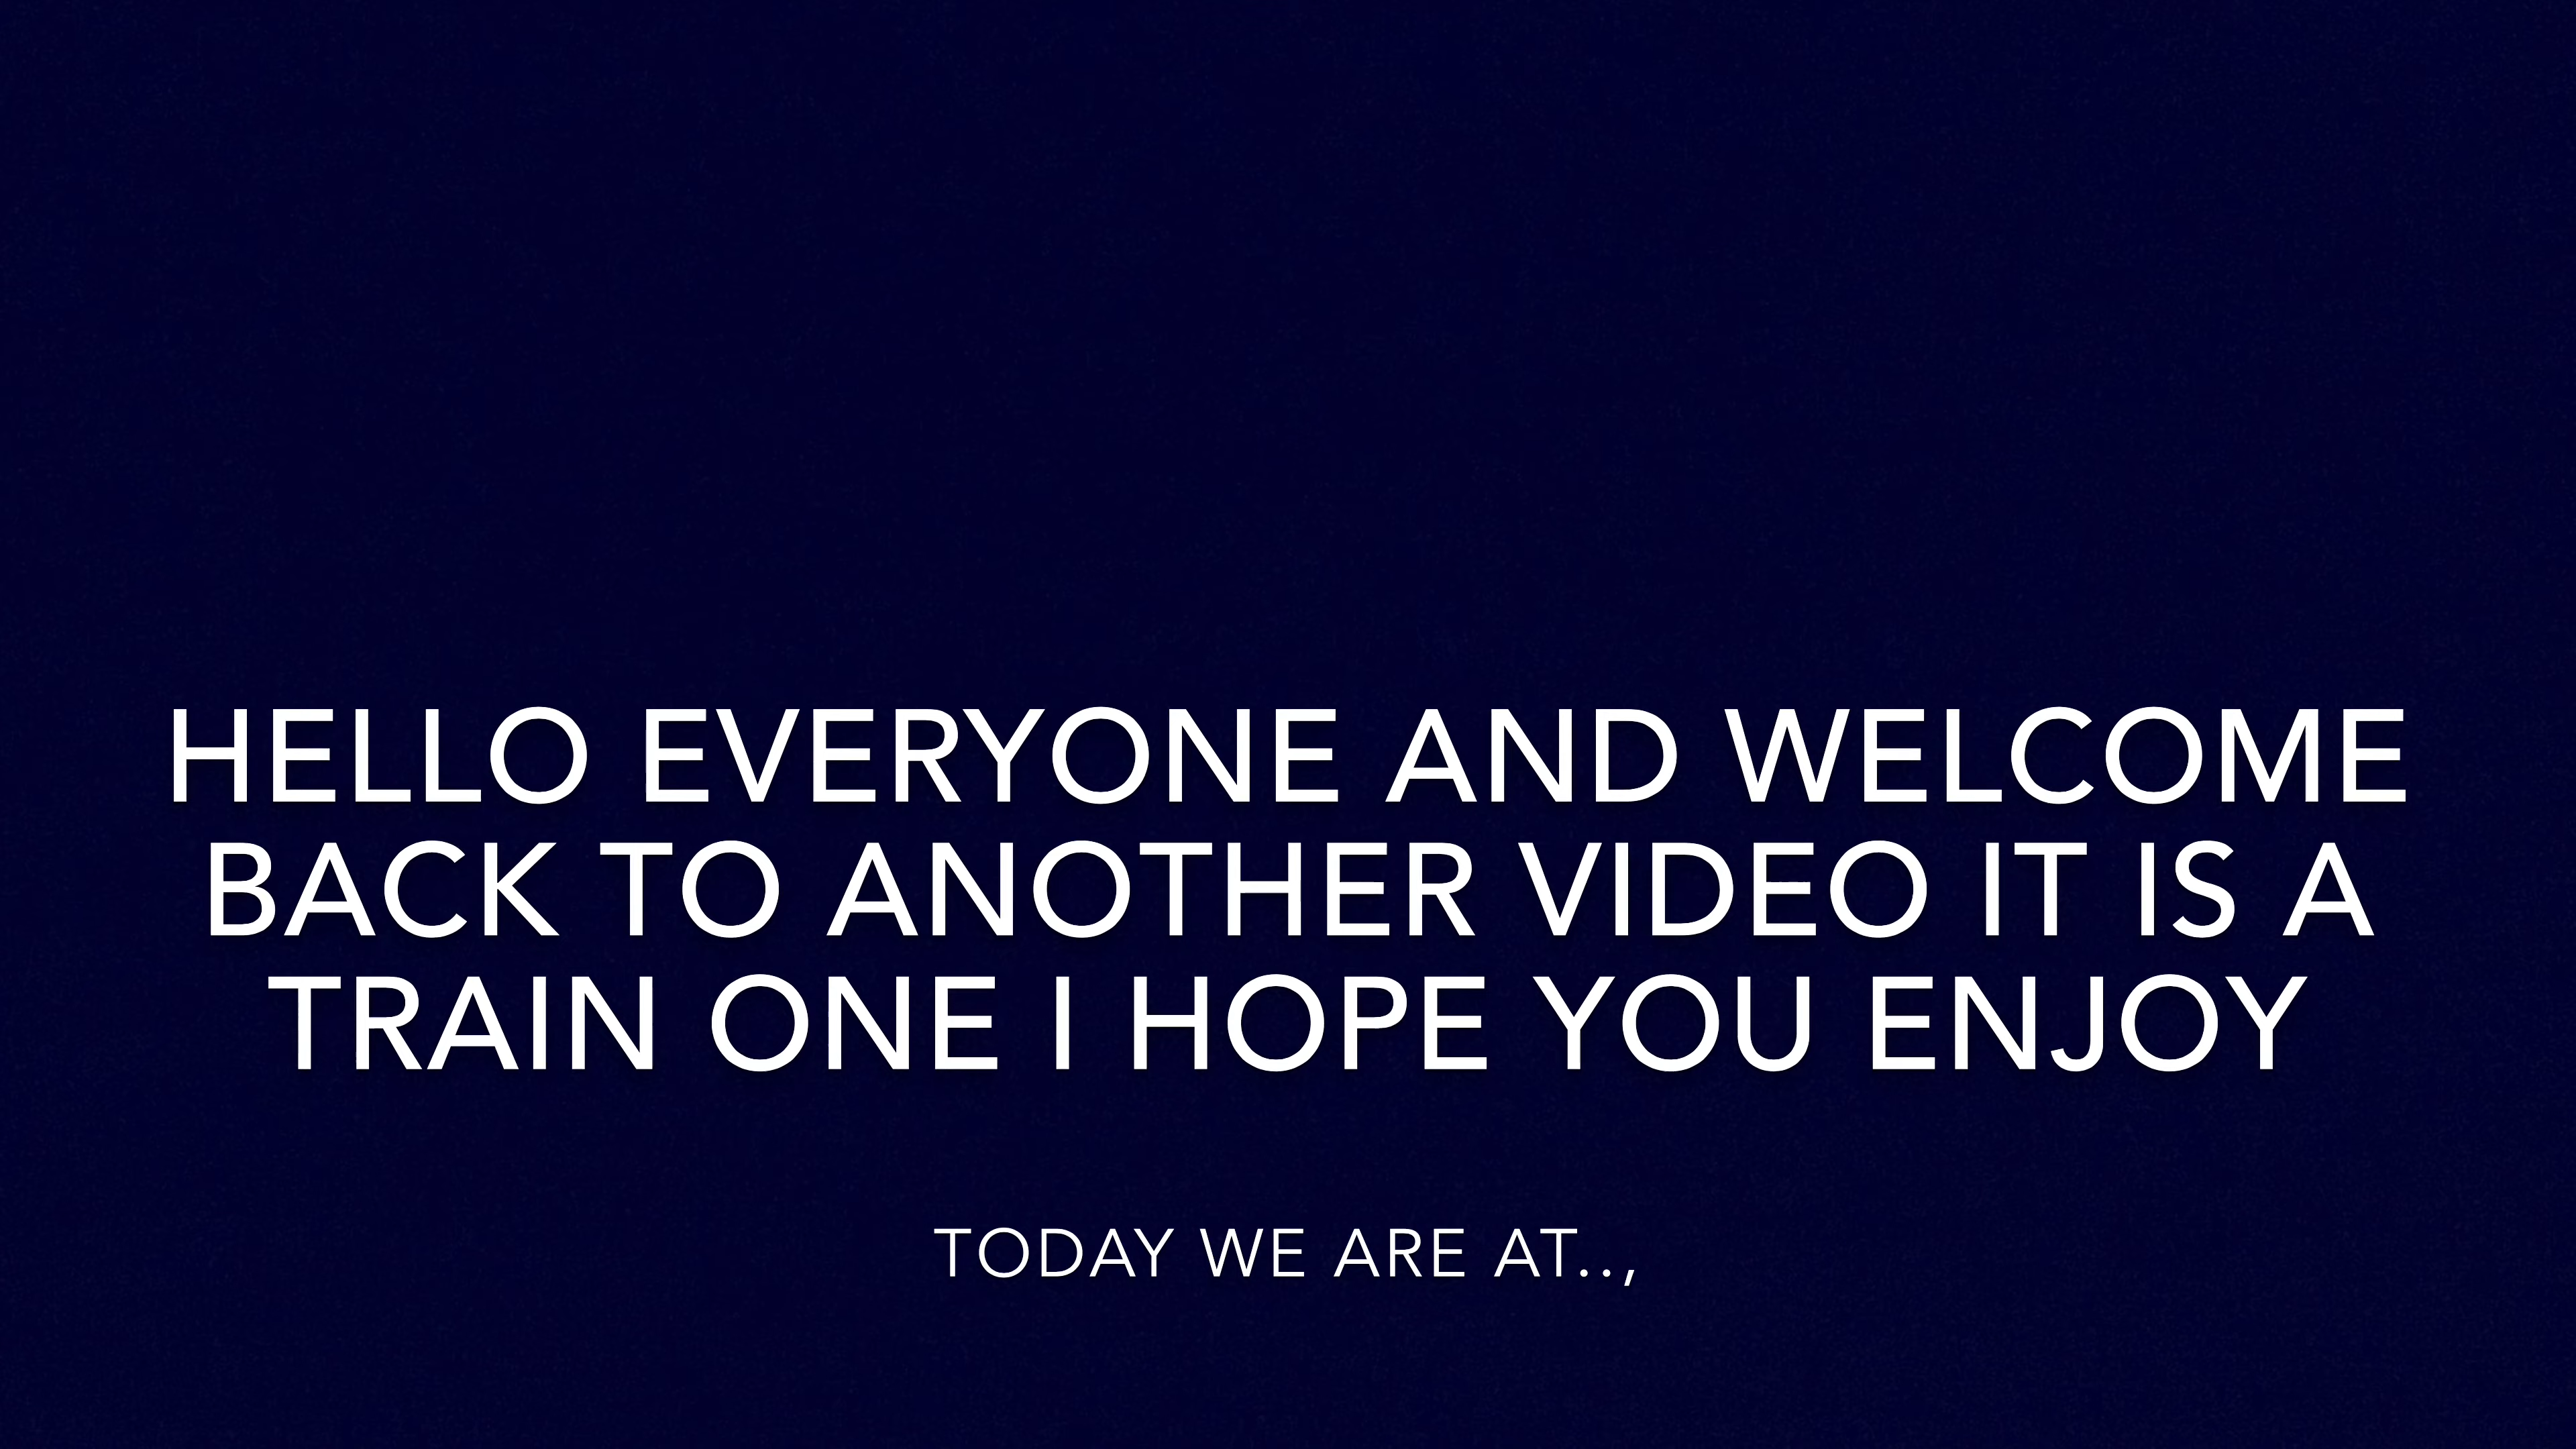 HELLO EVERYONE AND WELCOME
BACK TO ANOTHER VIDEO IT IS A
TRAIN ONE I HOPE YOU ENJOY
TODAY WE ARE AT..,